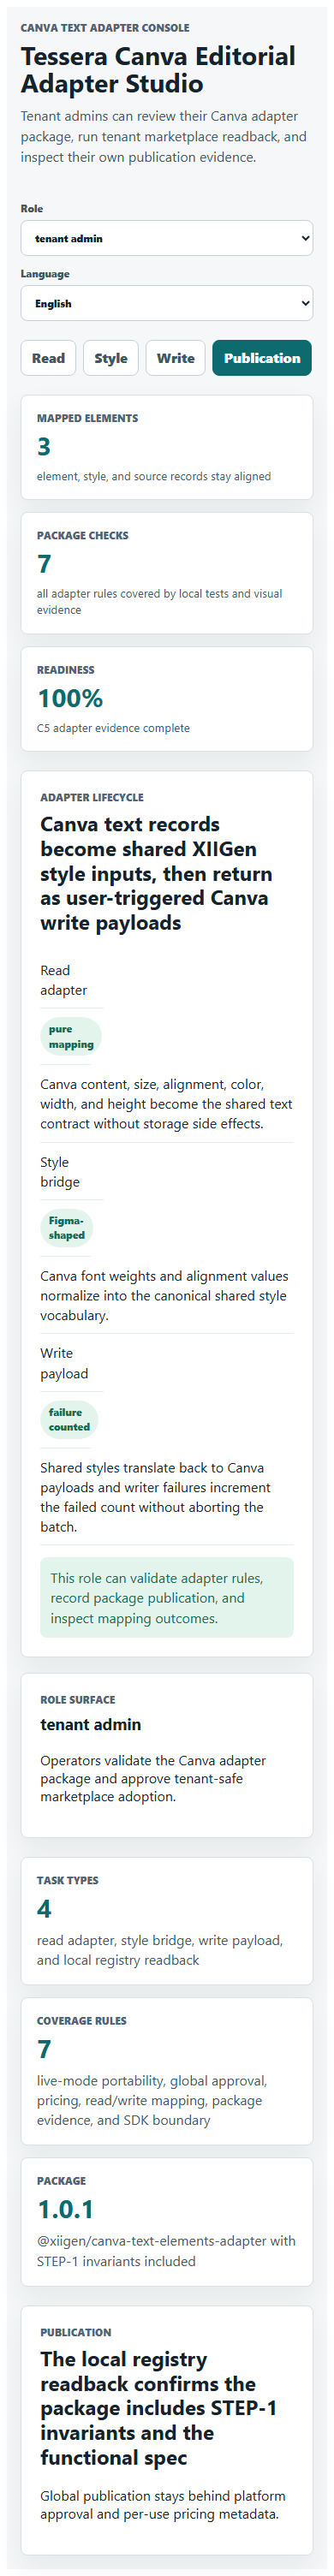 CANVA TEXT ADAPTER CONSOLE
Tessera Canva Editorial
Adapter Studio
Tenant admins can review their Canva adapter
package, run tenant marketplace readback, and
inspect their own publication evidence.
Role
tenant admin
Language
English
Read Style Write Publication
MAPPED ELEMENTS
3
element, style, and source records stay aligned
PACKAGE CHECKS
7
all adapter rules covered by local tests and visual
evidence
READINESS
100%
C5 adapter evidence complete
ADAPTER LIFECYCLE
Canva text records
become shared XIIGen
style inputs, then return
as user-triggered Canva
write payloads
Read
adapter
pure
mapping
Canva content, size, alignment, color,
width, and height become the shared text
contract without storage side effects.
Style
bridge
Figma-
shaped
Canva font weights and alignment values
normalize into the canonical shared style
vocabulary.
Write
payload
failure
counted
Shared styles translate back to Canva
payloads and writer failures increment
the failed count without aborting the
batch.
This role can validate adapter rules,
record package publication, and
inspect mapping outcomes.
ROLE SURFACE
tenant admin
Operators validate the Canva adapter
package and approve tenant-safe
marketplace adoption.
TASK TYPES
4
read adapter, style bridge, write payload,
and local registry readback
COVERAGE RULES
7
live-mode portability, global approval,
pricing, read/write mapping, package
evidence, and SDK boundary
PACKAGE
1.0.1
@xiigen/canva-text-elements-adapter with
STEP-1 invariants included
PUBLICATION
The local registry
readback confirms the
package includes STEP-1
invariants and the
functional spec
Global publication stays behind platform
approval and per-use pricing metadata.